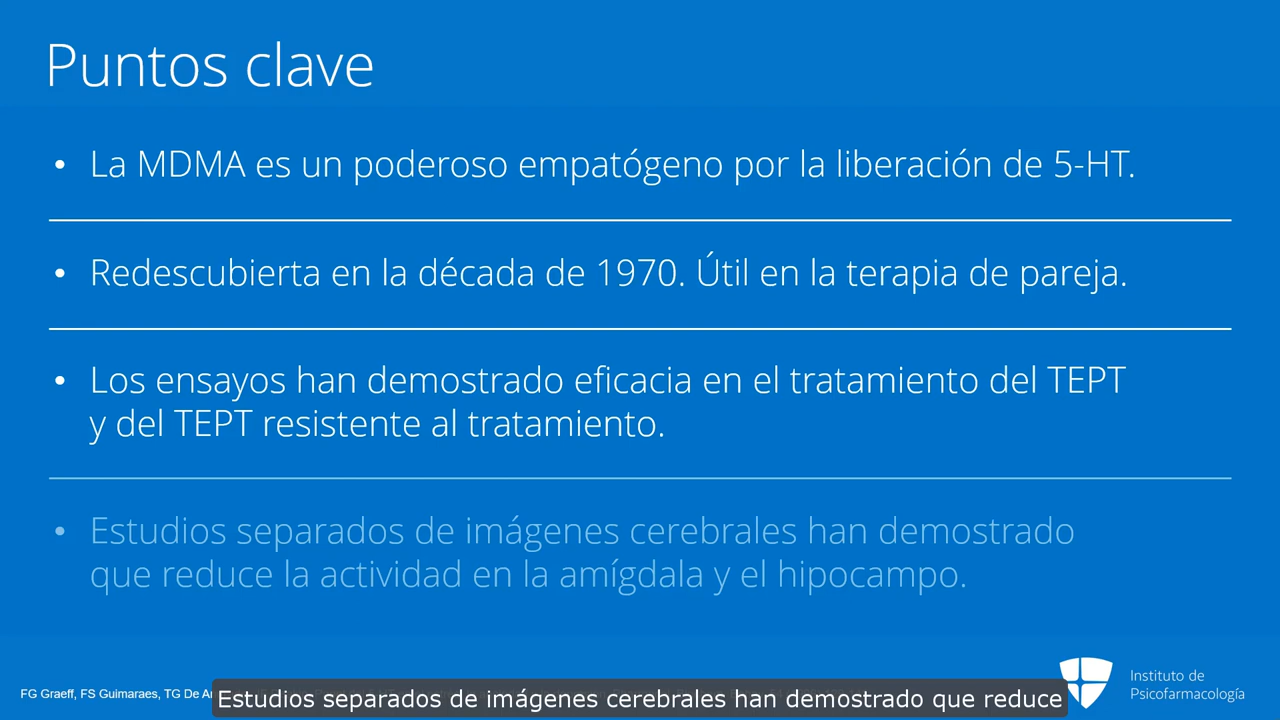 Puntos clave
• La MDMA es un poderoso empatógeno por la liberación de 5-HT.
• Redescubierta en la década de 1970. Útil en la terapia de pareja.
• Los ensayos han demostrado eficacia en el tratamiento del TEPT
y del TEPT resistente al tratamiento.
• Estudios separados de imágenes cerebrales han demostrado
que reduce la actividad en la amígdala y el hipocampo.
FG Graeff, FS Guimaraes, TG De
Estudios separados de imágenes cerebrales han demostrado que reduce
Instituto de
Psicofarmacología